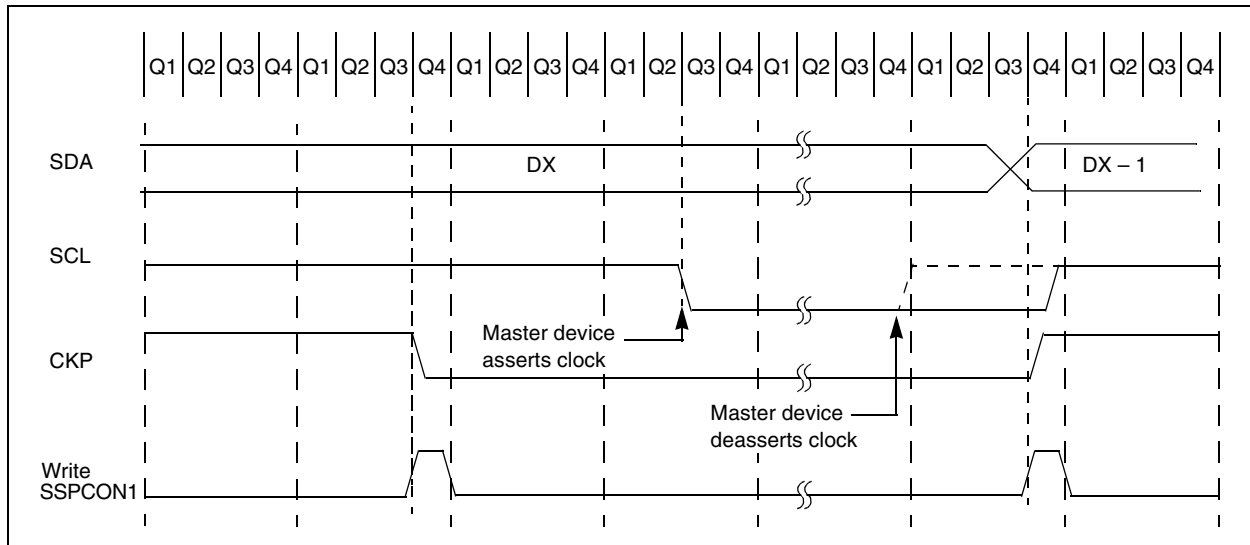 Q1 Q2 Q3 Q4 Q1 Q2 Q3 Q4 Q1 Q2 Q3 Q4 Q1 Q2 Q3 Q4 Q1 Q2 Q3 Q4 Q1 Q2 Q3 Q4 Q1 Q2 Q3 Q4
SDA DX DX – 1
SCL
Master device
asserts clock
CKP
Master device
deasserts clock
Write
SSPCON1